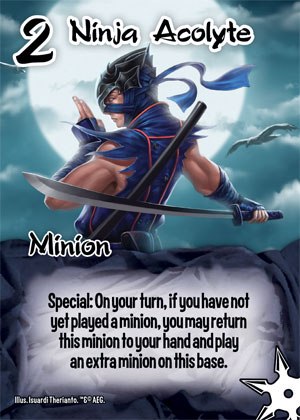 2 Ninja Acolyte
Minion
Special: On your turn, if you have not
yet played a minion, you may return
this minion to your hand and play
an extra minion on this base.
Illus. Isuardi Therianto. ™&© AEG.